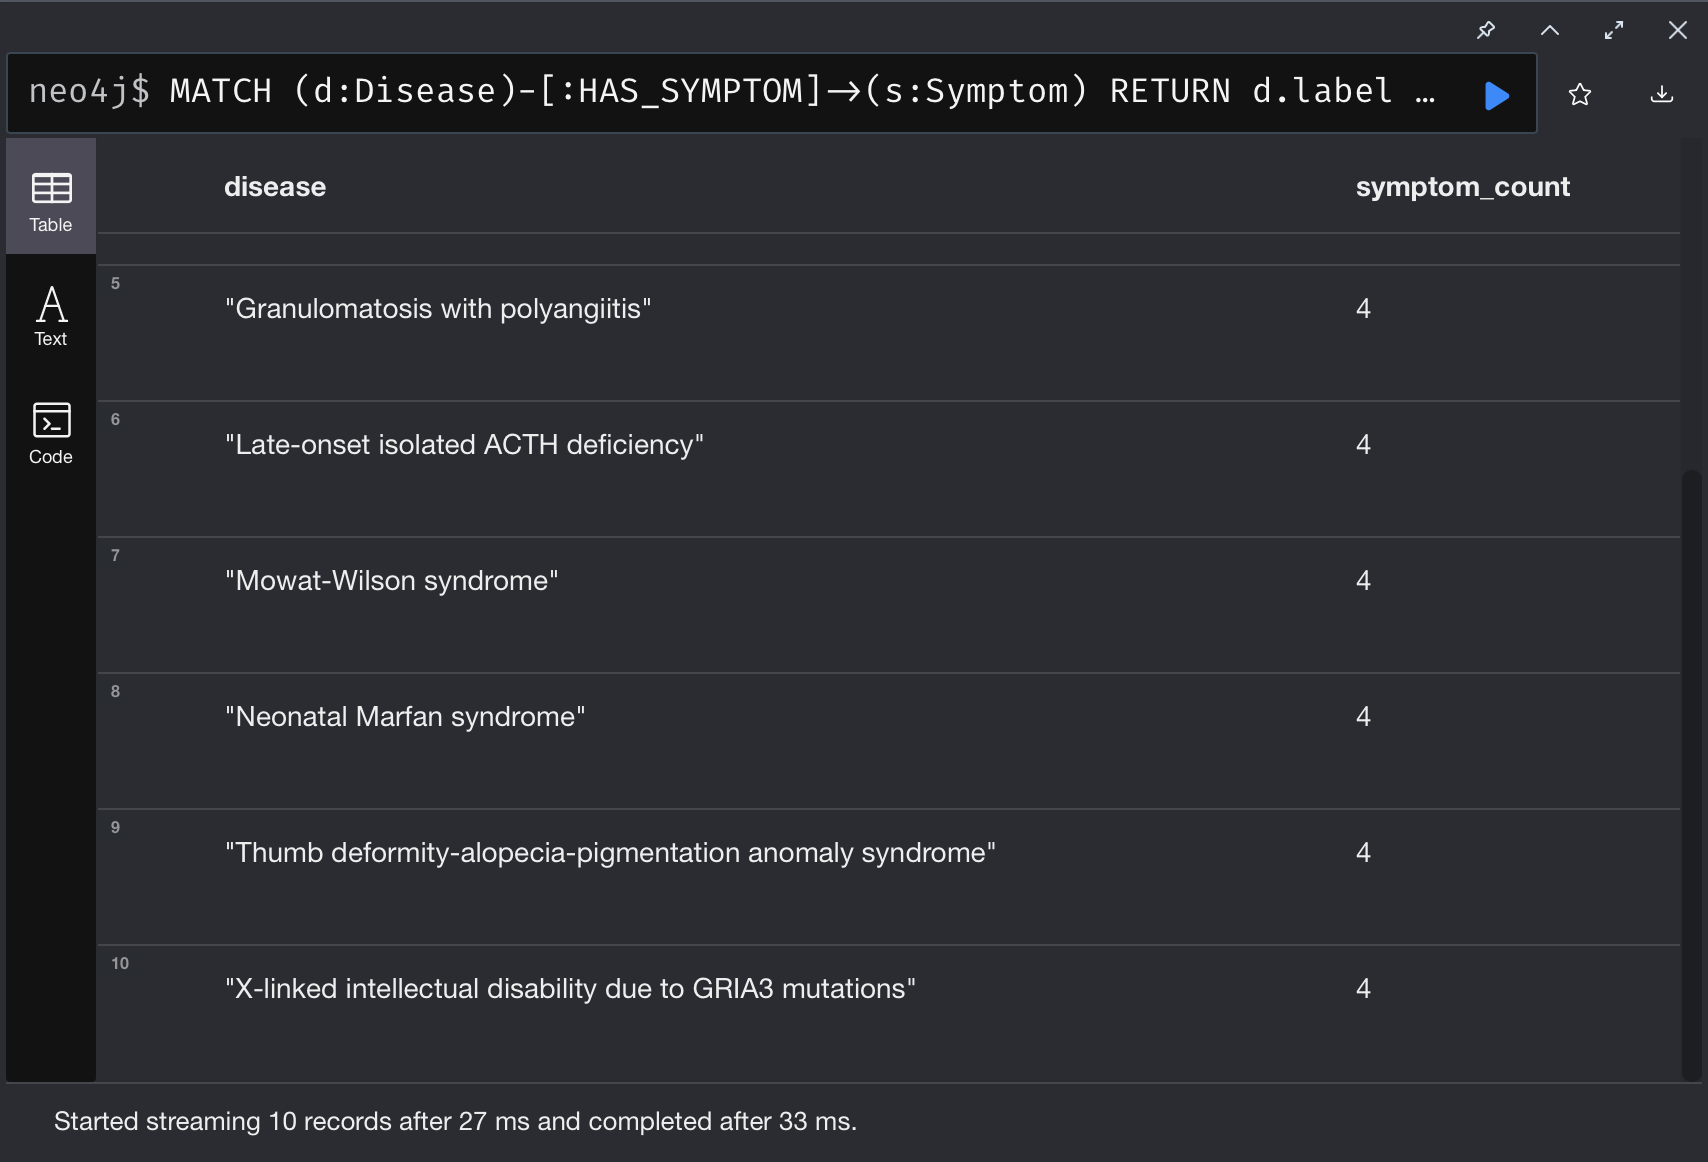 neo4j$ MATCH (d:Disease)-[:HAS_SYMPTOM]->(s:Symptom) RETURN d.label …
Table
Text
Code
disease symptom_count
5 "Granulomatosis with polyangiitis" 4
6 "Late-onset isolated ACTH deficiency" 4
7 "Mowat-Wilson syndrome" 4
8 "Neonatal Marfan syndrome" 4
9 "Thumb deformity-alopecia-pigmentation anomaly syndrome" 4
10 "X-linked intellectual disability due to GRIA3 mutations" 4
Started streaming 10 records after 27 ms and completed after 33 ms.